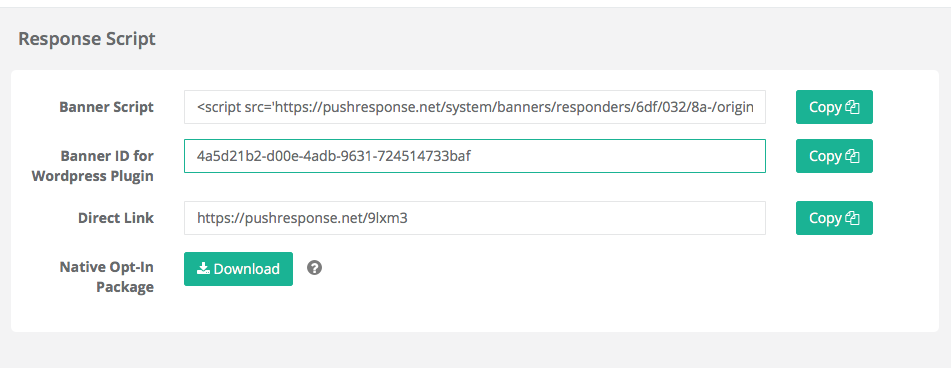 Response Script
Banner Script
<script src='https://pushresponse.net/system/banners/responders/6df/032/8a-/origin
Copy
Banner ID for
Wordpress Plugin
4a5d21b2-d00e-4adb-9631-724514733baf
Copy
Direct Link
https://pushresponse.net/9lxm3
Copy
Native Opt-In
Package
Download
?